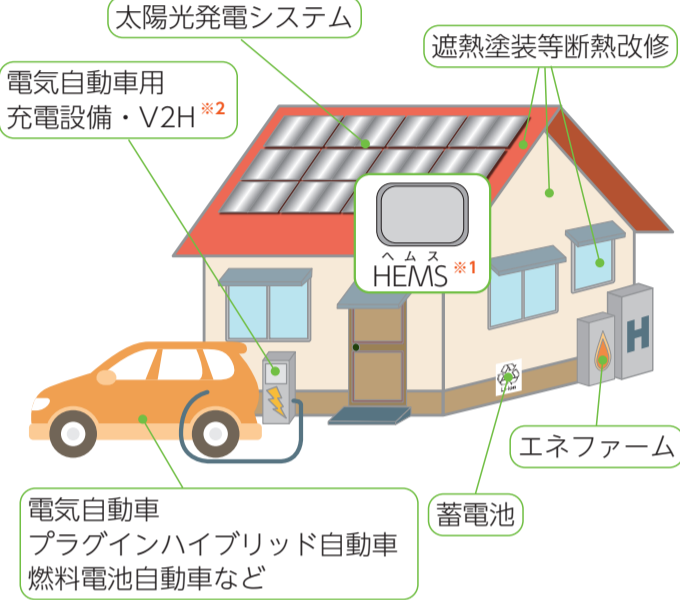 太陽光発電システム
遮熱塗装等断熱改修
電気自動車用
充電設備・V2H※2
ヘムス
HEMS※1
H
Li-ion
エネファーム
蓄電池
電気自動車
プラグインハイブリッド自動車
燃料電池自動車など